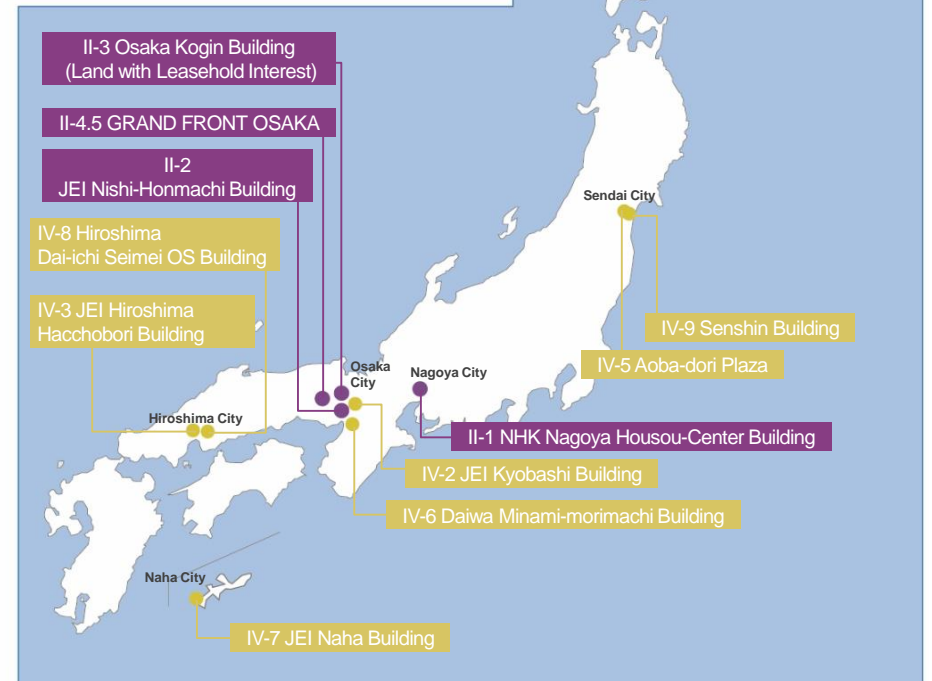 II-3 Osaka Kogin Building
(Land with Leasehold Interest)
II-4.5 GRAND FRONT OSAKA
II-2
JEI Nishi-Honmachi Building
Sendai City
IV-8 Hiroshima
Dai-ichi Seimei OS Building
IV-3 JEI Hiroshima
Hacchobori Building
IV-9 Senshin Building
IV-5 Aoba-dori Plaza
Osaka
City
Nagoya City
Hiroshima City
II-1 NHK Nagoya Housou-Center Building
IV-2 JEI Kyobashi Building
IV-6 Daiwa Minami-morimachi Building
Naha City
IV-7 JEI Naha Building